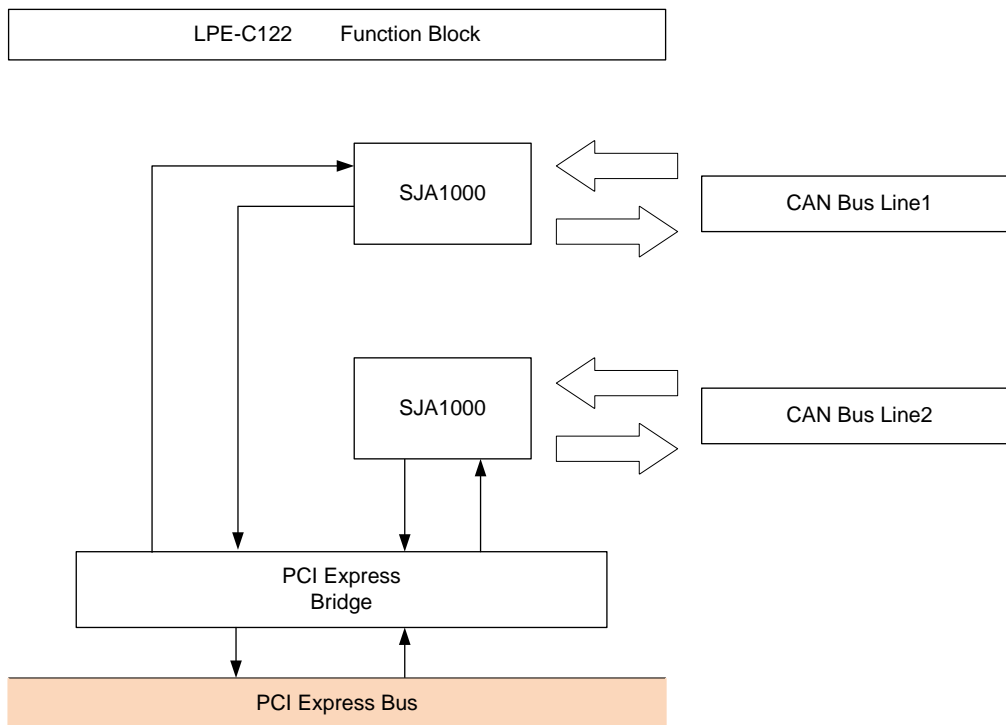 LPE-C122 Function Block
SJA1000
CAN Bus Line1
SJA1000
CAN Bus Line2
PCI Express
Bridge
PCI Express Bus